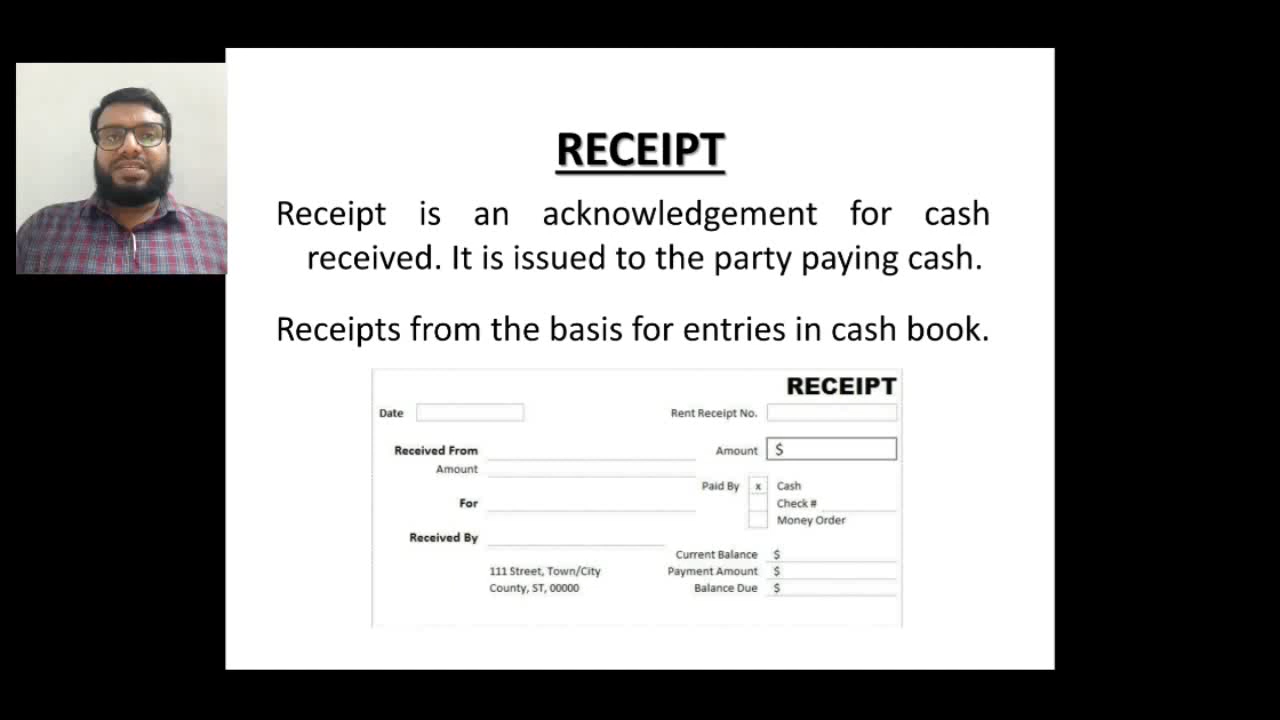 RECEIPT
Receipt is an acknowledgement for cash
received. It is issued to the party paying cash.
Receipts from the basis for entries in cash book.
RECEIPT
Date
Rent Receipt No.
Received From
Amount $
Amount
Paid By x Cash
For
Check #
Money Order
Received By
Current Balance $
111 Street, Town/City
Payment Amount $
County, ST, 00000
Balance Due $